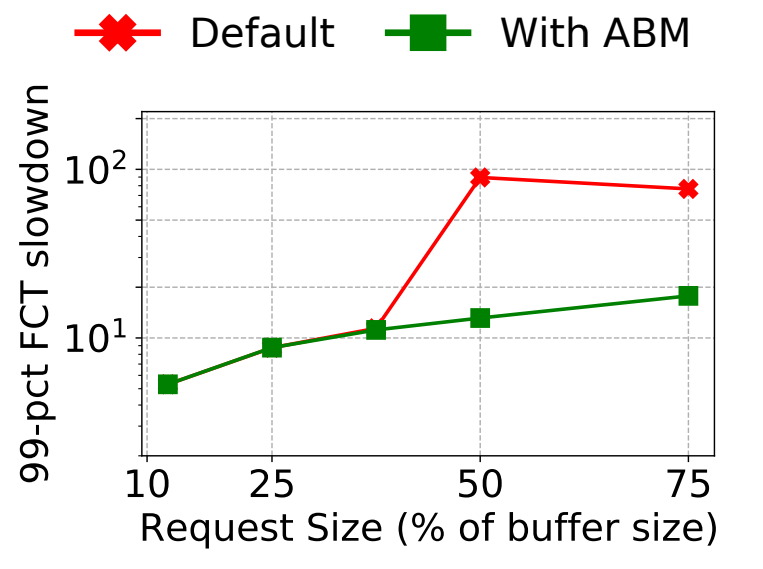 Default With ABM
99-pct FCT slowdown
10²
10¹
10 25 50 75
Request Size (% of buffer size)